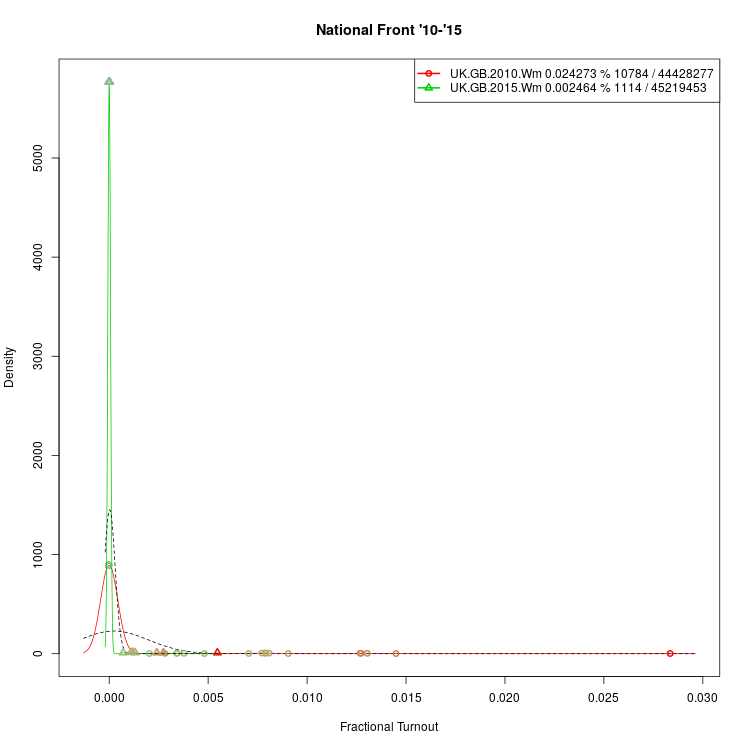 National Front '10-'15
UK.GB.2010.Wm 0.024273 % 10784 / 44428277
UK.GB.2015.Wm 0.002464 % 1114 / 45219453
5000
4000
3000
2000
1000
0
Density
0.000 0.005 0.010 0.015 0.020 0.025 0.030
Fractional Turnout